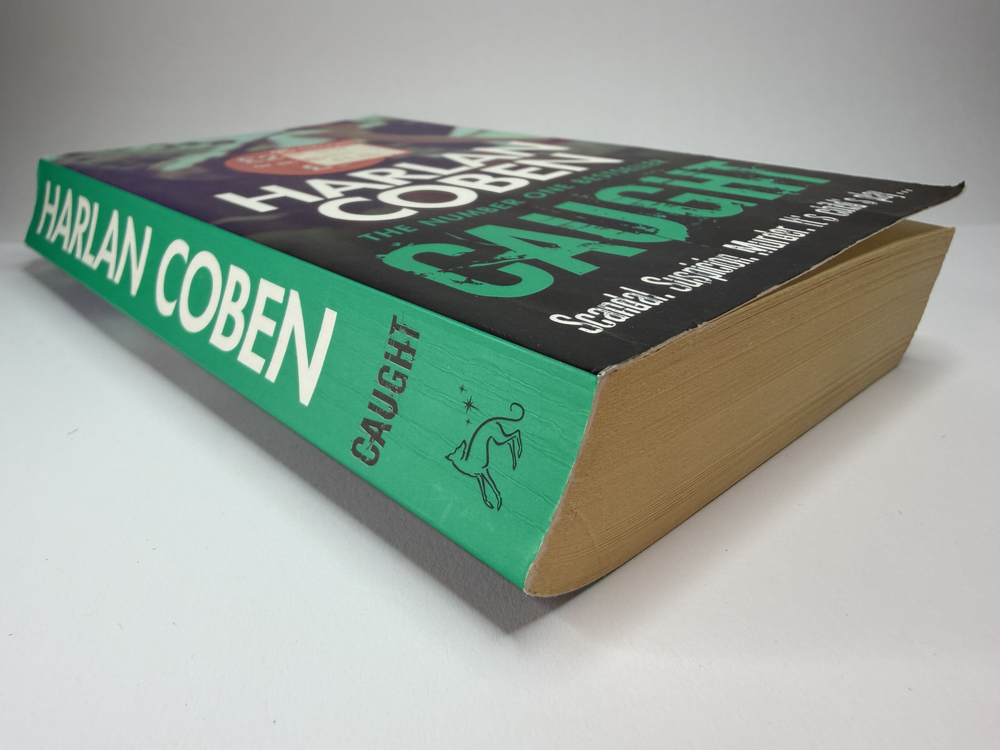 HARLAN
COBEN
THE NUMBER ONE BESTSELLER
CAUGHT
Scandal. Suspicion. Murder. It's child's play...
HARLAN COBEN
CAUGHT